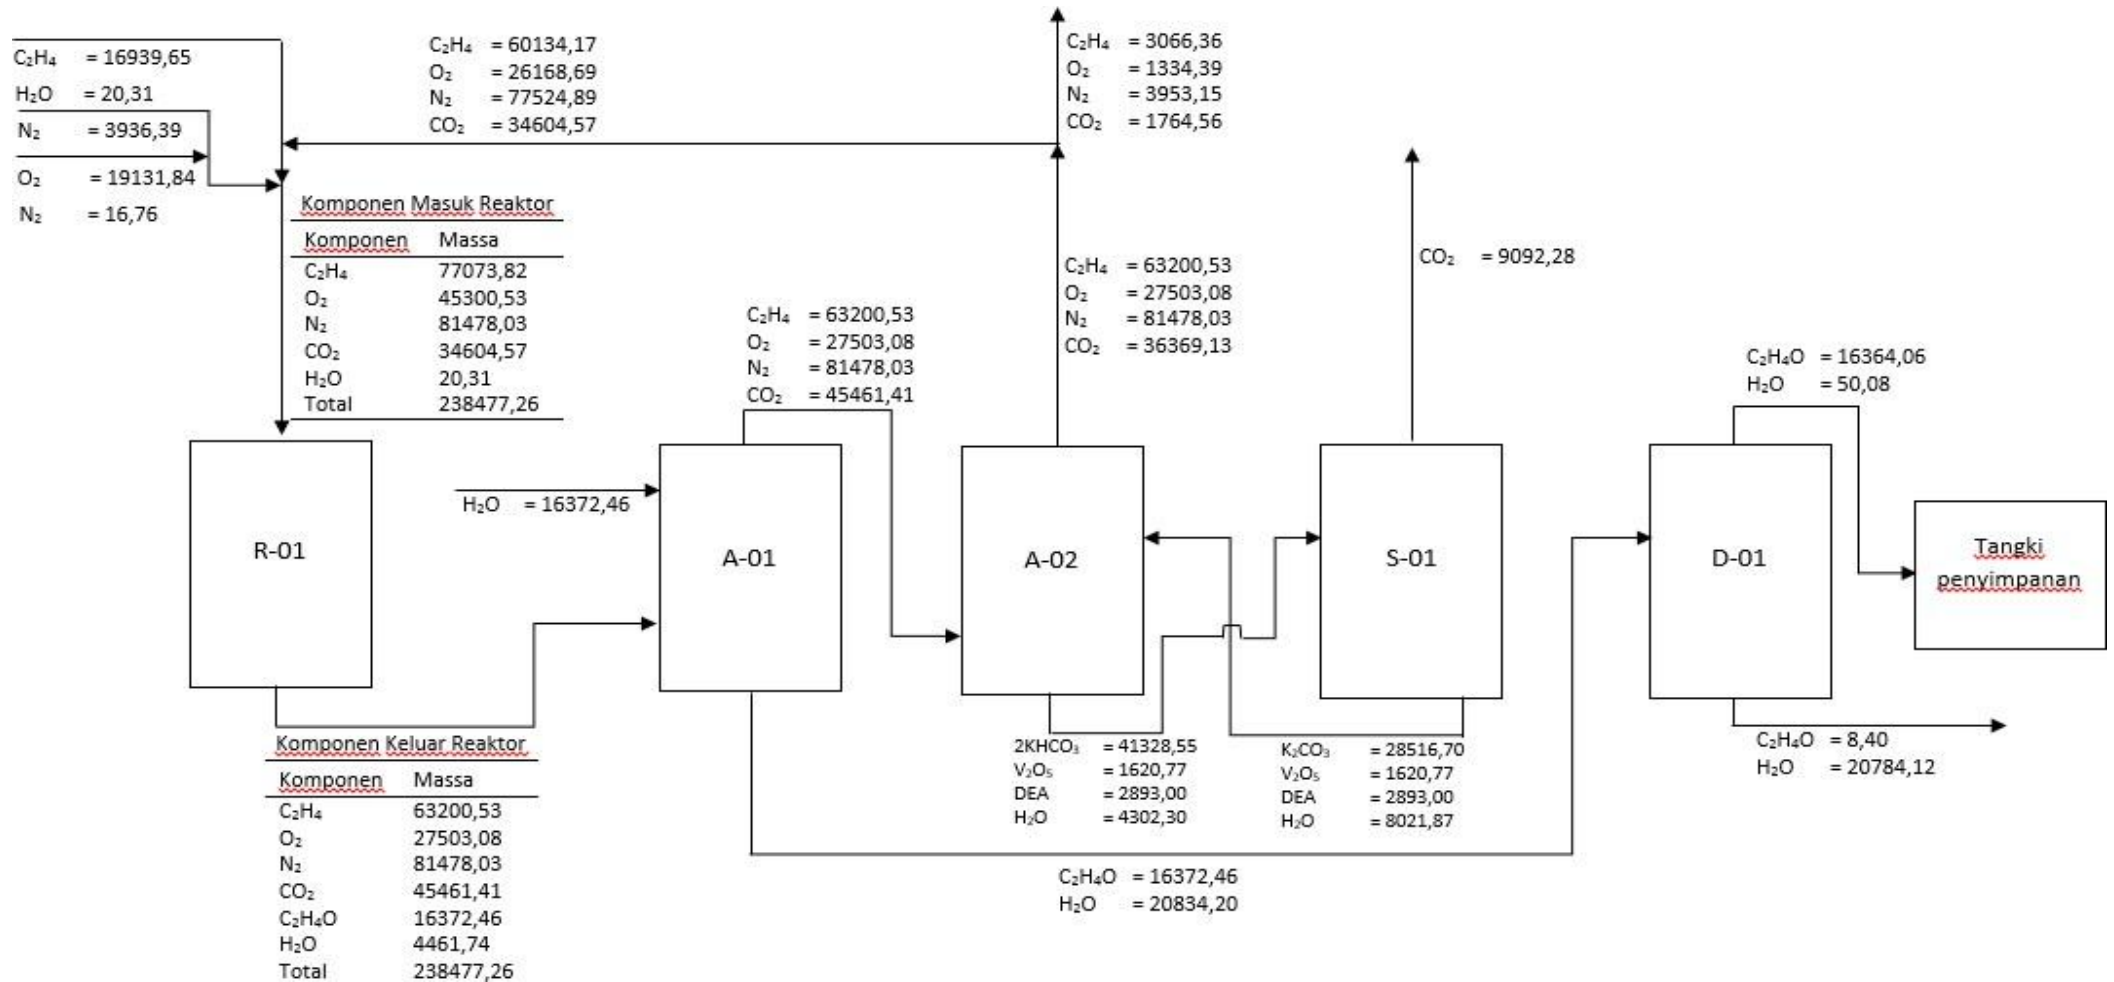 C₂H₄ = 16939,65
H₂O = 20,31
N₂ = 3936,39
O₂ = 19131,84
N₂ = 16,76
C₂H₄ = 60134,17
O₂ = 26168,69
N₂ = 77524,89
CO₂ = 34604,57
C₂H₄ = 3066,36
O₂ = 1334,39
N₂ = 3953,15
CO₂ = 1764,56
Komponen Masuk Reaktor
Komponen Massa
C₂H₄ 77073,82
O₂ 45300,53
N₂ 81478,03
CO₂ 34604,57
H₂O 20,31
Total 238477,26
C₂H₄ = 63200,53
O₂ = 27503,08
N₂ = 81478,03
CO₂ = 45461,41
C₂H₄ = 63200,53
O₂ = 27503,08
N₂ = 81478,03
CO₂ = 36369,13
CO₂ = 9092,28
C₂H₄O = 16364,06
H₂O = 50,08
H₂O = 16372,46
R-01
A-01
A-02
S-01
D-01
Tangki
penyimpanan
Komponen Keluar Reaktor
Komponen Massa
C₂H₄ 63200,53
O₂ 27503,08
N₂ 81478,03
CO₂ 45461,41
C₂H₄O 16372,46
H₂O 4461,74
Total 238477,26
2KHCO₃ = 41328,55
V₂O₅ = 1620,77
DEA = 2893,00
H₂O = 4302,30
K₂CO₃ = 28516,70
V₂O₅ = 1620,77
DEA = 2893,00
H₂O = 8021,87
C₂H₄O = 8,40
H₂O = 20784,12
C₂H₄O = 16372,46
H₂O = 20834,20